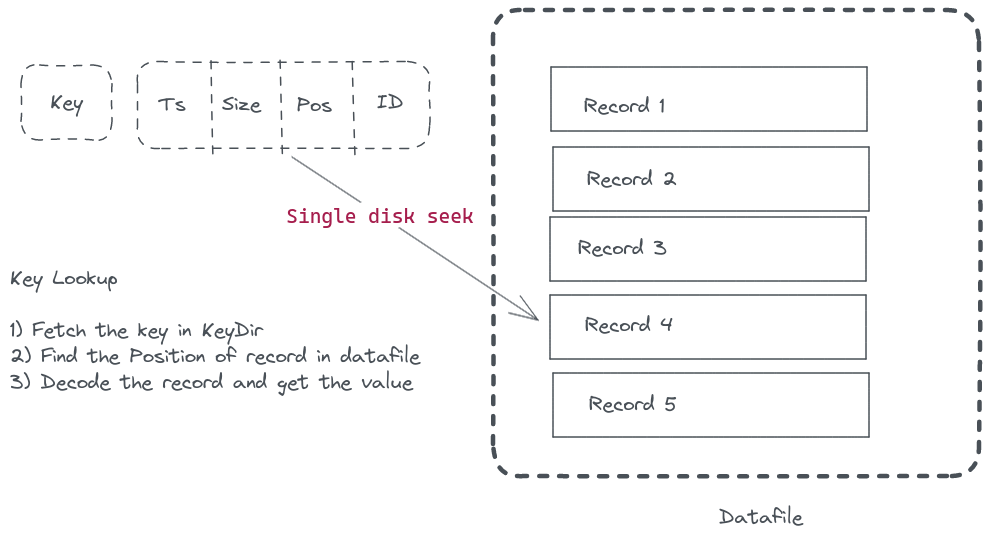 Key
Ts Size Pos ID
Single disk seek
Key Lookup
1) Fetch the key in KeyDir
2) Find the Position of record in datafile
3) Decode the record and get the value
Record 1
Record 2
Record 3
Record 4
Record 5
Datafile